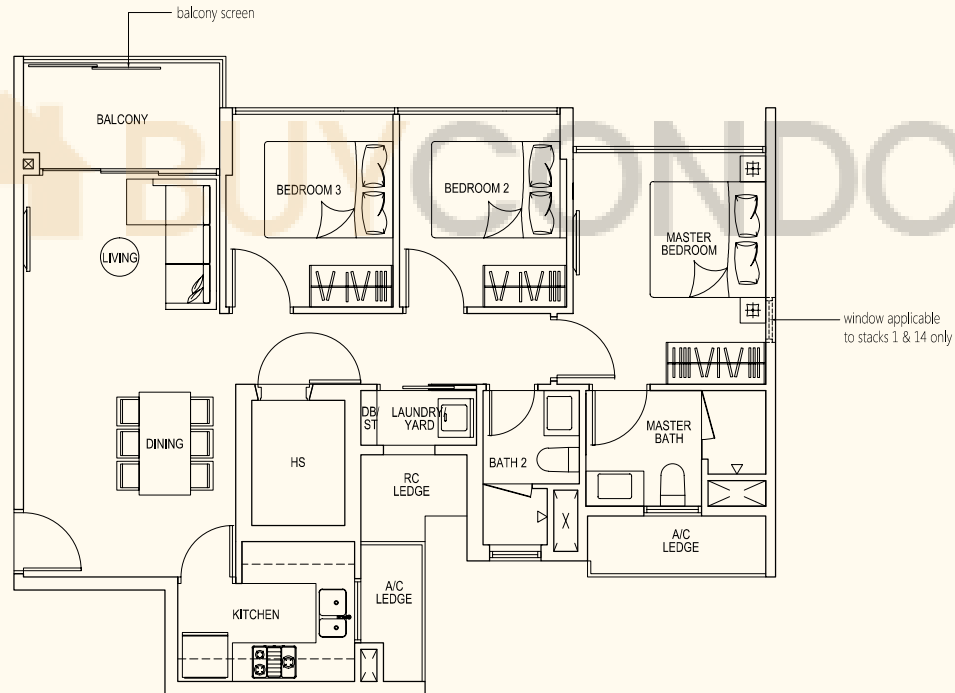 balcony screen
BALCONY
BUYCONDO
BEDROOM 3
BEDROOM 2
MASTER
BEDROOM
LIVING
window applicable
to stacks 1 & 14 only
DINING
HS
DB/
ST
LAUNDRY/
YARD
BATH 2
MASTER
BATH
RC
LEDGE
A/C
LEDGE
A/C
LEDGE
KITCHEN